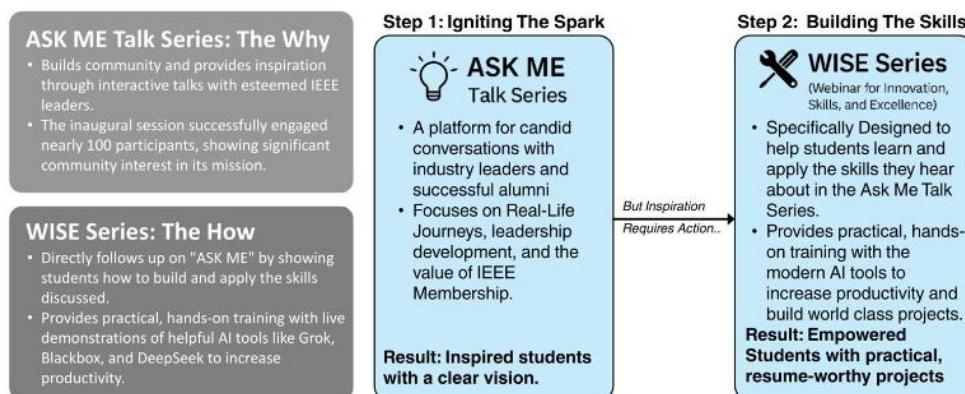 ASK ME Talk Series: The Why
• Builds community and provides inspiration
through interactive talks with esteemed IEEE
leaders.
• The inaugural session successfully engaged
nearly 100 participants, showing significant
community interest in its mission.
WISE Series: The How
• Directly follows up on "ASK ME" by showing
students how to build and apply the skills
discussed.
• Provides practical, hands-on training with live
demonstrations of helpful AI tools like Grok,
Blackbox, and DeepSeek to increase
productivity.
Step 1: Igniting The Spark
ASK ME
Talk Series
• A platform for candid
conversations with
industry leaders and
successful alumni
• Focuses on Real-Life
Journeys, leadership
development, and the
value of IEEE
Membership.
Result: Inspired students
with a clear vision.
But Inspiration
Requires Action..
Step 2: Building The Skills
WISE Series
(Webinar for Innovation,
Skills, and Excellence)
• Specifically Designed to
help students learn and
apply the skills they hear
about in the Ask Me Talk
Series.
• Provides practical, hands-
on training with the
modern AI tools to
increase productivity and
build world class projects.
Result: Empowered
Students with practical,
resume-worthy projects